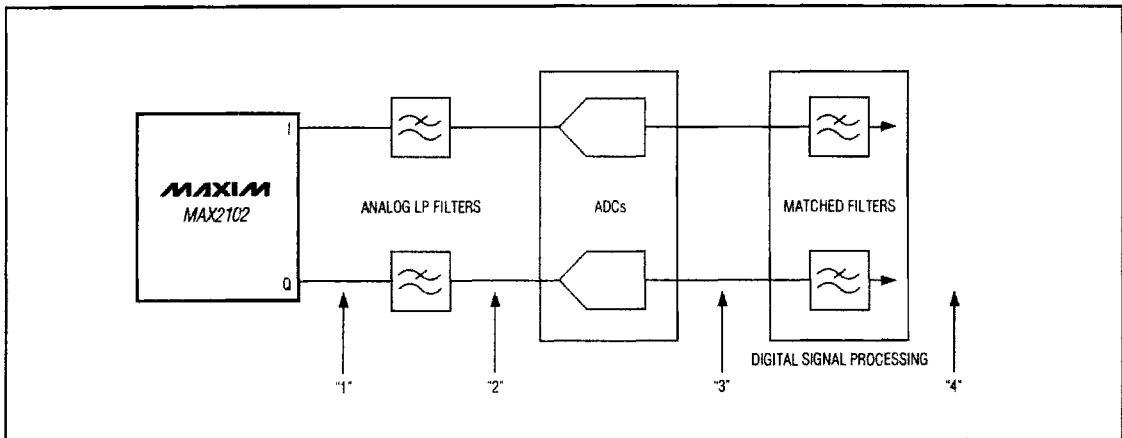 I
MAXIM
MAX2102
ANALOG LP FILTERS
ADCs
MATCHED FILTERS
Q
DIGITAL SIGNAL PROCESSING
"1"
"2"
"3"
"4"